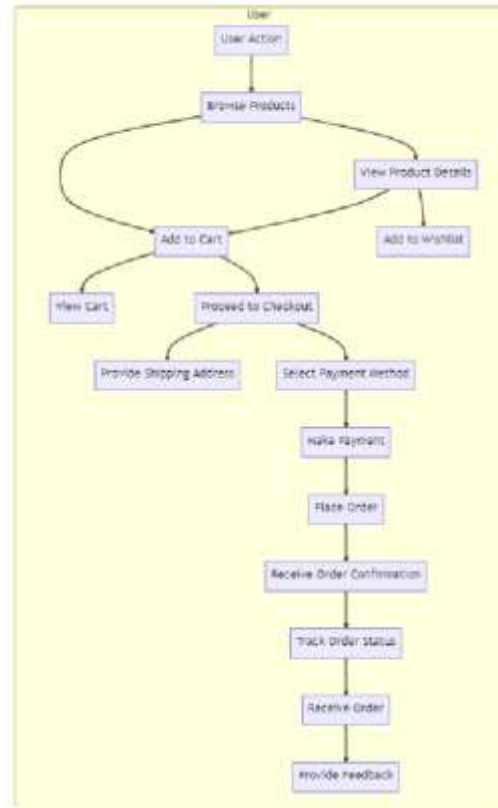 User
User Action
Browse Products
View Product Details
Add to Cart
Add to Wishlist
View Cart
Proceed to Checkout
Provide Shipping Address
Select Payment Method
Make Payment
Place Order
Receive Order Confirmation
Track Order Status
Receive Order
Provide Feedback